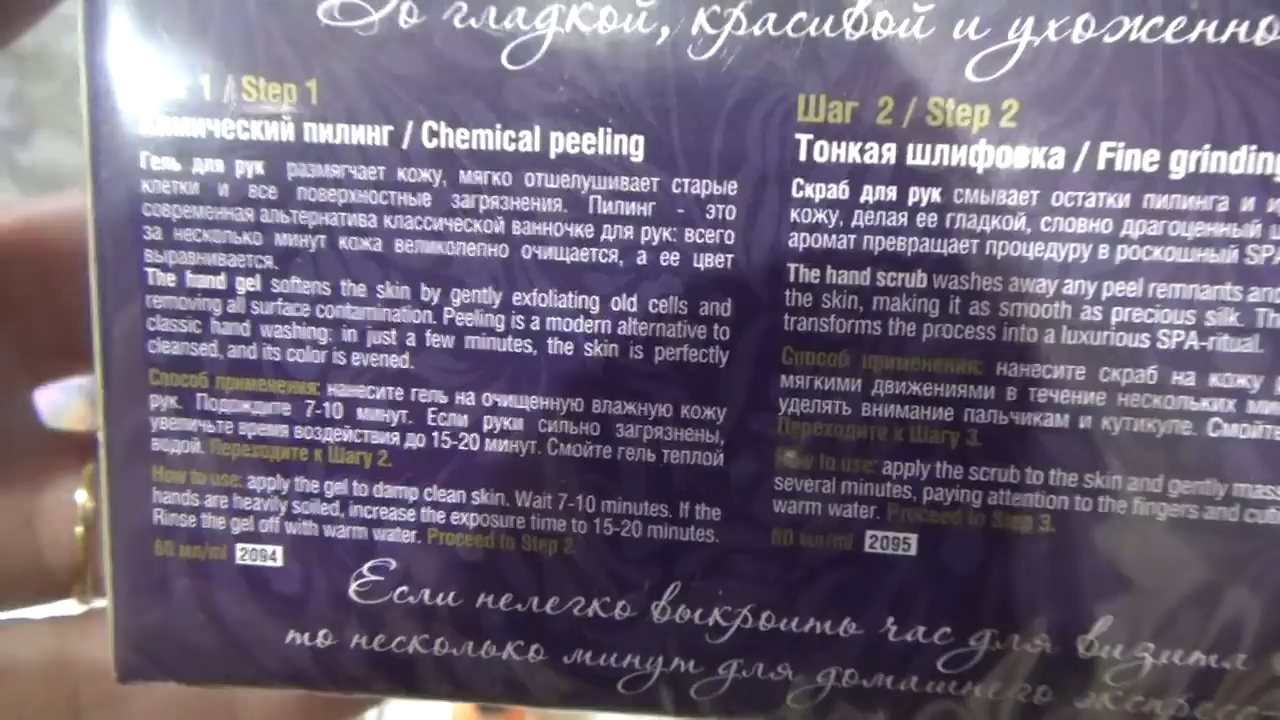 До гладкой, красивой и ухоженно
1 / Step 1
Химический пилинг / Chemical peeling
Гель для рук размягчает кожу, мягко отшелушивает старые
клетки и все поверхностные загрязнения. Пилинг - это
современная альтернатива классической ванночке для рук: всего
за несколько минут кожа великолепно очищается, а ее цвет
выравнивается.
The hand gel softens the skin by gently exfoliating old cells and
removing all surface contamination. Peeling is a modern alternative to
classic hand washing: in just a few minutes, the skin is perfectly
cleansed, and its color is evened.
Способ применения: нанесите гель на очищенную влажную кожу
рук. Подождите 7-10 минут. Если руки сильно загрязнены,
увеличьте время воздействия до 15-20 минут. Смойте гель теплой
водой. Переходите к Шагу 2.
How to use: apply the gel to damp clean skin. Wait 7-10 minutes. If the
hands are heavily soiled, increase the exposure time to 15-20 minutes.
Rinse the gel off with warm water. Proceed to Step 2.
60 мл/ml 2094
Шаг 2 / Step 2
Тонкая шлифовка / Fine grinding
Скраб для рук смывает остатки пилинга и
кожу, делая ее гладкой, словно драгоценный
аромат превращает процедуру в роскошный SPA
The hand scrub washes away any peel remnants
the skin, making it as smooth as precious silk.
transforms the process into a luxurious SPA-ritual.
Способ применения: нанесите скраб на кожу
мягкими движениями в течение нескольких
уделять внимание пальчикам и кутикуле.
Переходите к Шагу 3.
How to use: apply the scrub to the skin and gently
several minutes, paying attention to the fingers and
warm water. Proceed to Step 3.
60 мл/ml 2095
Если нелегко выкроить час для визита
то несколько минут для домашнего экспресс-